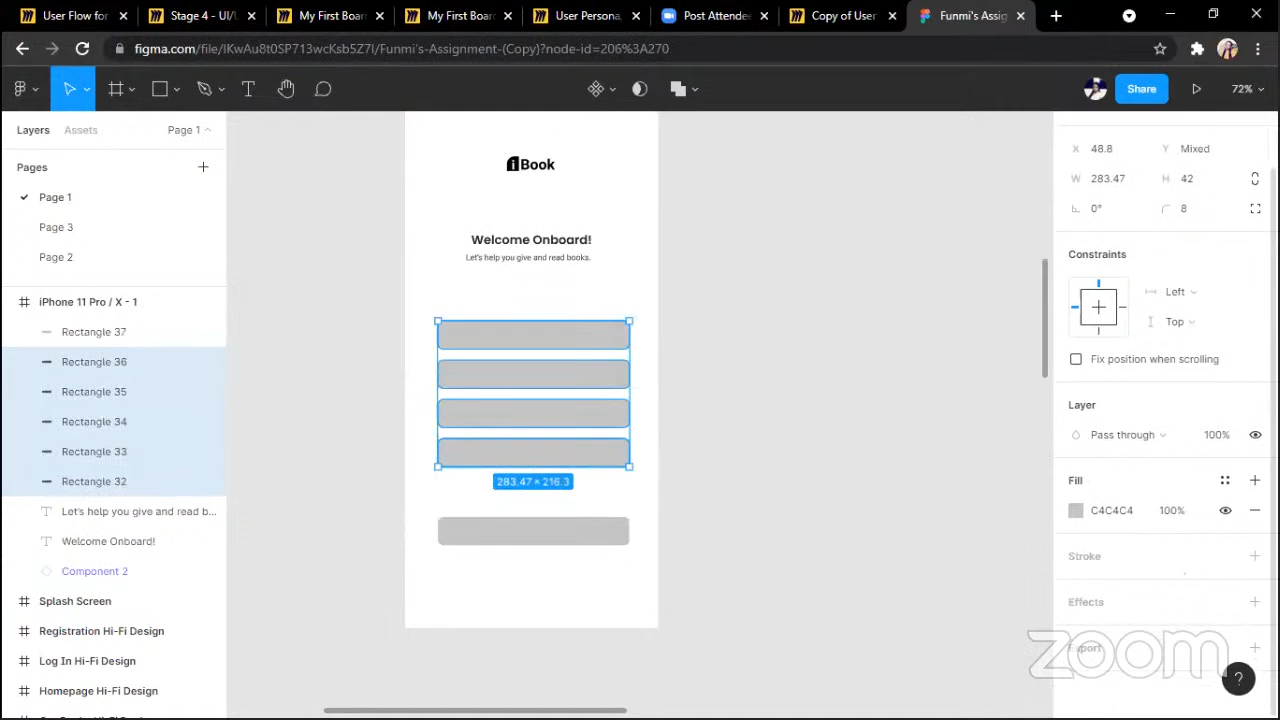 User Flow for
Stage 4 - UI/U
My First Boar
My First Boar
User Persona,
Post Attendee
Copy of User
Funmi's Assig
figma.com/file/lKwAu8t0SP713wcKsb5Z7l/Funmi's-Assignment-(Copy)?node-id=206%3A270
Share
72%
Layers
Assets
Page 1
Pages
Page 1
Page 3
Page 2
iPhone 11 Pro / X - 1
Rectangle 37
Rectangle 36
Rectangle 35
Rectangle 34
Rectangle 33
Rectangle 32
Let's help you give and read b...
Welcome Onboard!
Component 2
Splash Screen
Registration Hi-Fi Design
Log In Hi-Fi Design
Homepage Hi-Fi Design
iBook
Welcome Onboard!
Let's help you give and read books.
283.47 × 216.3
X 48.8 Y Mixed
W 283.47 H 42
0° 8
Constraints
Left
Top
Fix position when scrolling
Layer
Pass through 100%
Fill
C4C4C4 100%
Stroke
Effects
Export
zoom
?